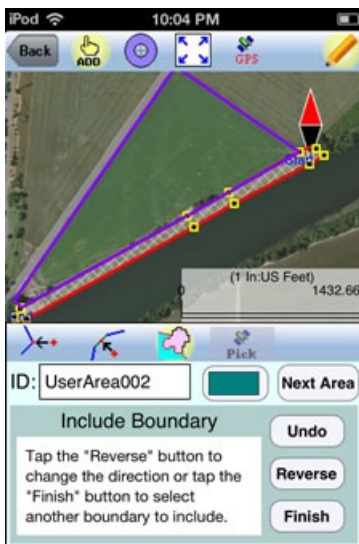 iPod 10:04 PM
Back ADD GPS
(1 In:US Feet)
0 1432.66
Pick
ID: UserArea002 Next Area
Include Boundary
Undo
Tap the "Reverse" button to
change the direction or tap the
"Finish" button to select
another boundary to include.
Reverse
Finish